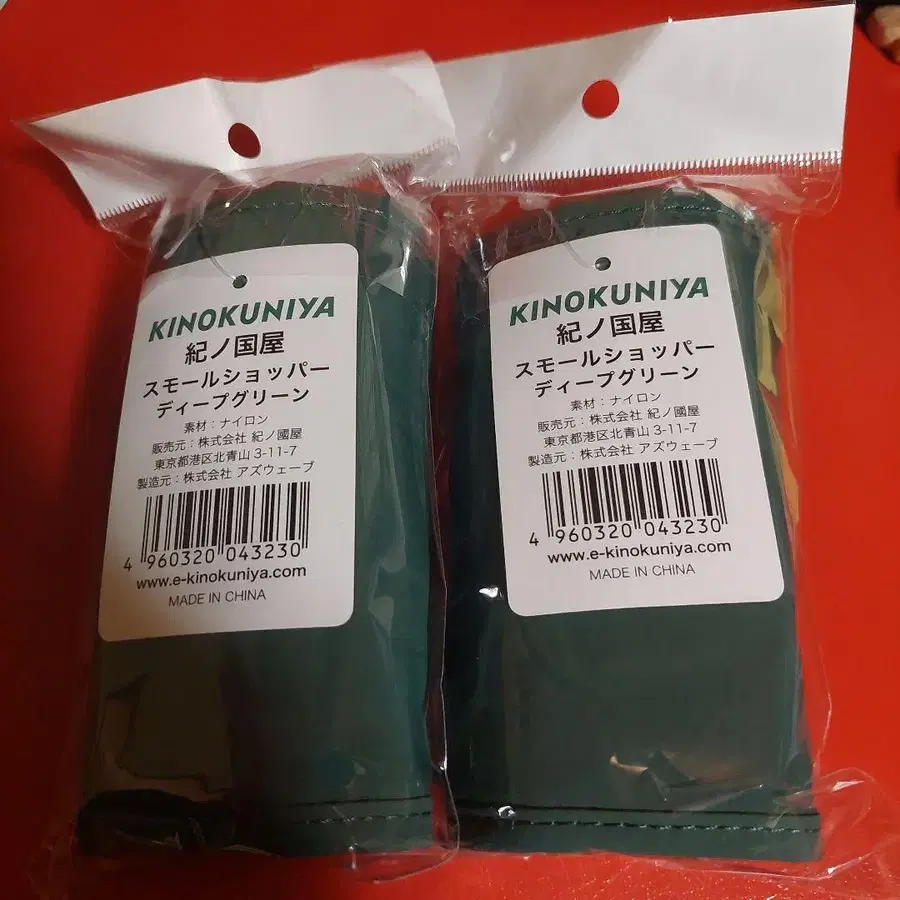 KINOKUNIYA
紀ノ国屋
スモールショッパー
ディープグリーン
素材：ナイロン
販売元：株式会社 紀ノ國屋
東京都港区北青山 3-11-7
製造元：株式会社 アズウェーブ
4 960320 043230
www.e-kinokuniya.com
MADE IN CHINA
KINOKUNIYA
紀ノ国屋
スモールショッパー
ディープグリーン
素材：ナイロン
販売元：株式会社 紀ノ國屋
東京都港区北青山 3-11-7
製造元：株式会社 アズウェーブ
4 960320 043230
www.e-kinokuniya.com
MADE IN CHINA